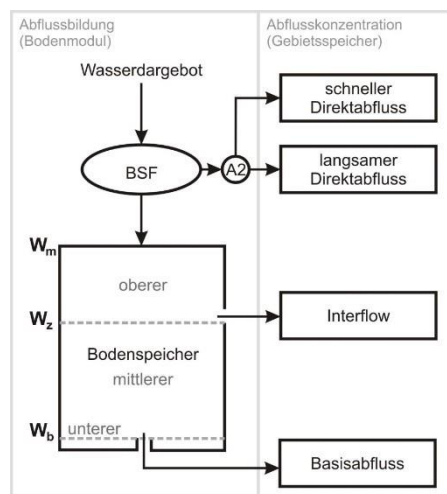 Abflussbildung
(Bodenmodul)
Abflusskonzentration
(Gebietsspeicher)
Wasserdargebot
schneller
Direktabfluss
BSF
A2
langsamer
Direktabfluss
Wm
oberer
Wz
Interflow
Bodenspeicher
mittlerer
Wb
unterer
Basisabfluss